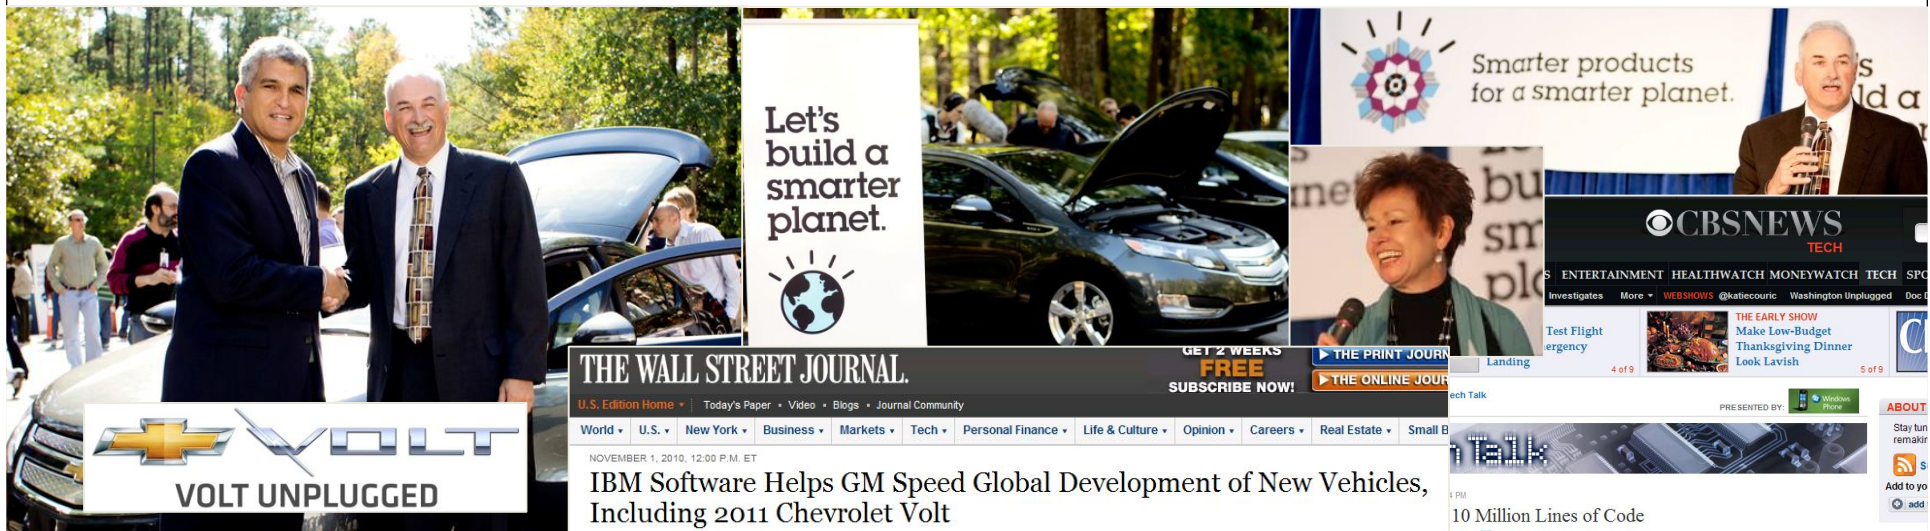 Let's
build a
smarter
planet.
Smarter products
for a smarter planet.
VOLT
VOLT UNPLUGGED
THE WALL STREET JOURNAL.
GET 2 WEEKS
FREE
SUBSCRIBE NOW!
THE PRINT JOURN
THE ONLINE JOUR
U.S. Edition Home
Today's Paper • Video • Blogs • Journal Community
World U.S. New York Business Markets Tech Personal Finance Life & Culture Opinion Careers Real Estate Small B
NOVEMBER 1, 2010, 12:00 P.M. ET
IBM Software Helps GM Speed Global Development of New Vehicles,
Including 2011 Chevrolet Volt
CBSNEWS
TECH
S ENTERTAINMENT HEALTHWATCH MONEYWATCH TECH SPO
Investigates More WEBSHOWS @katiecouric Washington Unplugged Doc
Test Flight
ergency
Landing
4 of 9
THE EARLY SHOW
Make Low-Budget
Thanksgiving Dinner
Look Lavish
5 of 9
ech Talk
PRESENTED BY:
Windows
Phone
Talk
ABOUT
Stay tun
remakin
Add to yo
add
PM
10 Million Lines of Code